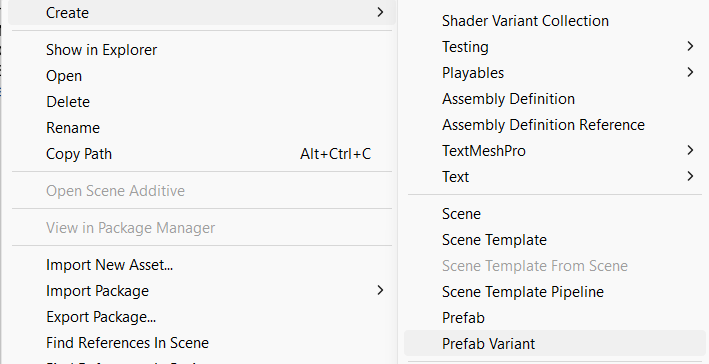 Create
Show in Explorer
Open
Delete
Rename
Copy Path Alt+Ctrl+C
Open Scene Additive
View in Package Manager
Import New Asset...
Import Package
Export Package...
Find References In Scene
Shader Variant Collection
Testing
Playables
Assembly Definition
Assembly Definition Reference
TextMeshPro
Text
Scene
Scene Template
Scene Template From Scene
Scene Template Pipeline
Prefab
Prefab Variant